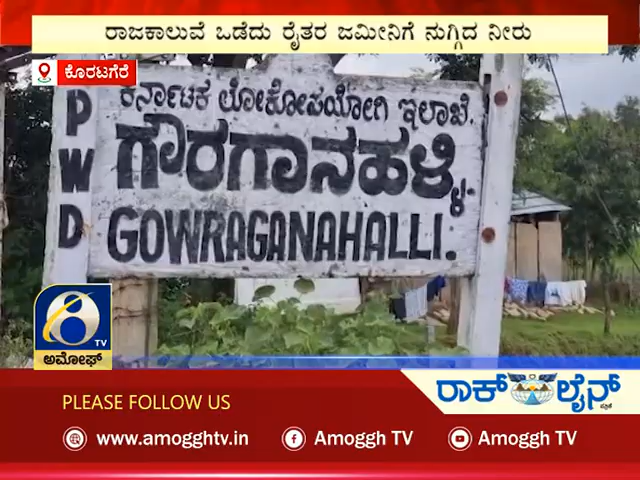 ರಾಜಕಾಲುವೆ ಒಡೆದು ರೈತರ ಜಮೀನಿಗೆ ನುಗ್ಗಿದ ನೀರು
ಕೊರಟಗೆರೆ
ಕರ್ನಾಟಕ ಲೋಕೋಪಯೋಗಿ ಇಲಾಖೆ.
PWD
ಗೌರಗಾನಹಳ್ಳಿ.
GOWRAGANAHALLI.
TV
ಅಮೋಘ್
ರಾಕ್ ಲೈನ್
PLEASE FOLLOW US
www.amogghtv.in
Amoggh TV
Amoggh TV